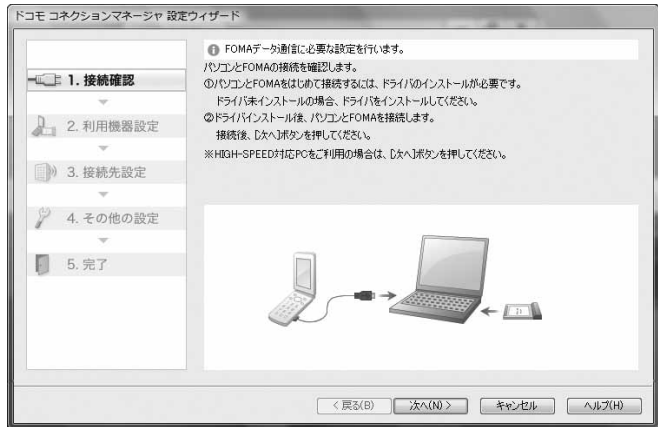 ドコモ コネクションマネージャ 設定ウィザード
FOMAデータ通信に必要な設定を行います。
パソコンとFOMAの接続を確認します。
①パソコンとFOMAをはじめて接続するには、ドライバのインストールが必要です。
ドライバ未インストールの場合、ドライバをインストールしてください。
②ドライバインストール後、パソコンとFOMAを接続します。
接続後、[次へ]ボタンを押してください。
※HIGH-SPEED対応PCをご利用の場合は、[次へ]ボタンを押してください。
1. 接続確認
2. 利用機器設定
3. 接続先設定
4. その他の設定
5. 完了
< 戻る(B)
次へ(N) >
キャンセル
ヘルプ(H)